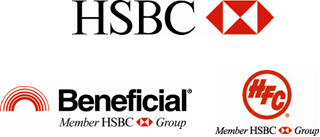 HSBC
Beneficial®
Member HSBC Group
HFC®
Member HSBC Group